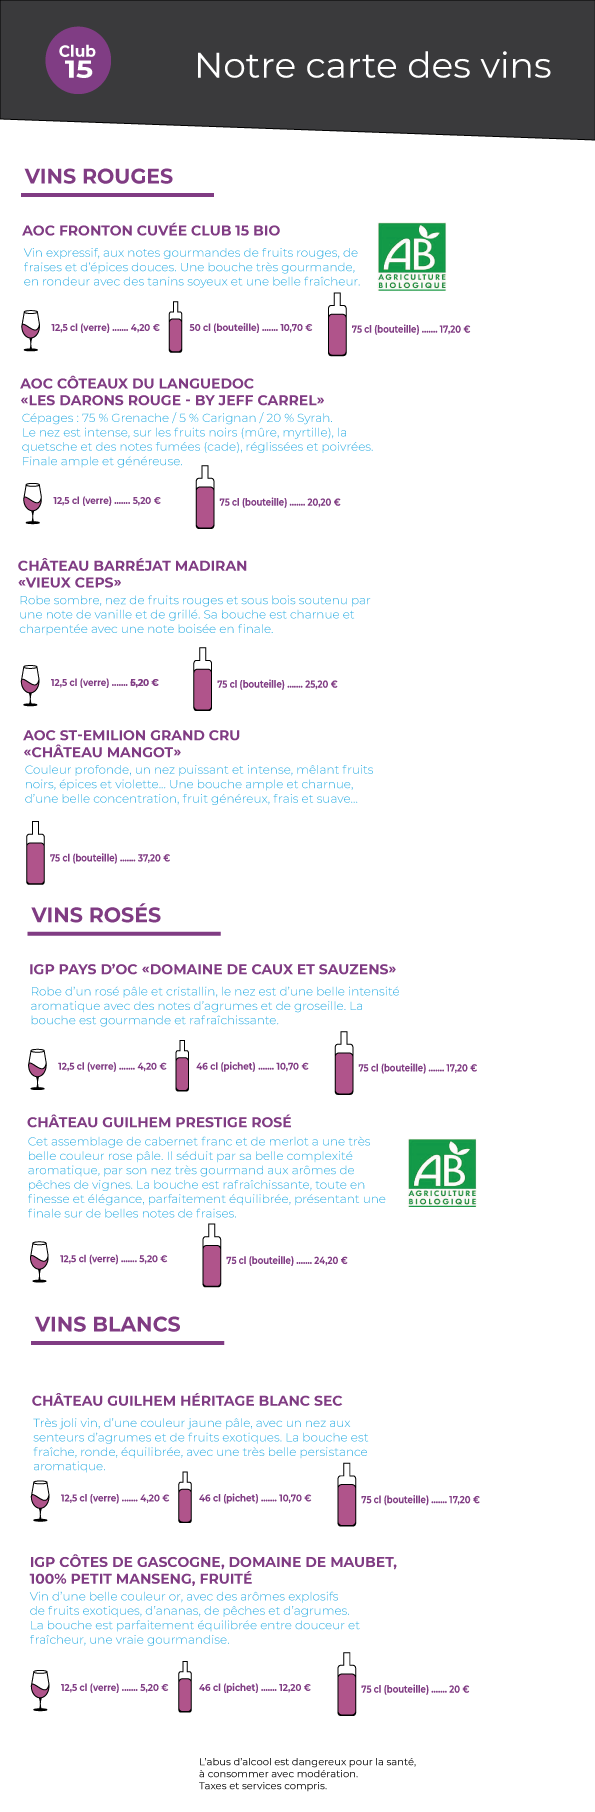 Club
15
Notre carte des vins
VINS ROUGES
AOC FRONTON CUVÉE CLUB 15 BIO
Vin expressif, aux notes gourmandes de fruits rouges, de
fraises et d'épices douces. Une bouche très gourmande,
en rondeur avec des tanins soyeux et une belle fraîcheur.
AB
AGRICULTURE
BIOLOGIQUE
12,5 cl (verre) ....... 4,20 €
50 cl (bouteille) ....... 10,70 €
75 cl (bouteille) ....... 17,20 €
AOC CÔTEAUX DU LANGUEDOC
«LES DARONS ROUGE - BY JEFF CARREL»
Cépages : 75 % Grenache / 5 % Carignan / 20 % Syrah.
Le nez est intense, sur les fruits noirs (mûre, myrtille), la
quetsche et des notes fumées (cade), réglissées et poivrées.
Finale ample et généreuse.
12,5 cl (verre) ....... 5,20 €
75 cl (bouteille) ....... 20,20 €
CHÂTEAU BARRÉJAT MADIRAN
«VIEUX CEPS»
Robe sombre, nez de fruits rouges et sous bois soutenu par
une note de vanille et de grillé. Sa bouche est charnue et
charpentée avec une note boisée en finale.
12,5 cl (verre) ....... 5,20 €
75 cl (bouteille) ....... 25,20 €
AOC ST-EMILION GRAND CRU
«CHÂTEAU MANGOT»
Couleur profonde, un nez puissant et intense, mêlant fruits
noirs, épices et violette... Une bouche ample et charnue,
d'une belle concentration, fruit généreux, frais et suave...
75 cl (bouteille) ....... 37,20 €
VINS ROSÉS
IGP PAYS D'OC «DOMAINE DE CAUX ET SAUZENS»
Robe d'un rosé pâle et cristallin, le nez est d'une belle intensité
aromatique avec des notes d'agrumes et de groseille. La
bouche est gourmande et rafraîchissante.
12,5 cl (verre) ....... 4,20 €
46 cl (pichet) ....... 10,70 €
75 cl (bouteille) ....... 17,20 €
CHÂTEAU GUILHEM PRESTIGE ROSÉ
Cet assemblage de cabernet franc et de merlot a une très
belle couleur rose pâle. Il séduit par sa belle complexité
aromatique, par son nez très gourmand aux arômes de
pêches de vignes. La bouche est rafraîchissante, toute en
finesse et élégance, parfaitement équilibrée, présentant une
finale sur de belles notes de fraises.
AB
AGRICULTURE
BIOLOGIQUE
12,5 cl (verre) ....... 5,20 €
75 cl (bouteille) ....... 24,20 €
VINS BLANCS
CHÂTEAU GUILHEM HÉRITAGE BLANC SEC
Très joli vin, d'une couleur jaune pâle, avec un nez aux
senteurs d'agrumes et de fruits exotiques. La bouche est
fraîche, ronde, équilibrée, avec une très belle persistance
aromatique.
12,5 cl (verre) ....... 4,20 €
46 cl (pichet) ....... 10,70 €
75 cl (bouteille) ....... 17,20 €
IGP CÔTES DE GASCOGNE, DOMAINE DE MAUBET,
100% PETIT MANSENG, FRUITÉ
Vin d'une belle couleur or, avec des arômes explosifs
de fruits exotiques, d'ananas, de pêches et d'agrumes.
La bouche est parfaitement équilibrée entre douceur et
fraîcheur, une vraie gourmandise.
12,5 cl (verre) ....... 5,20 €
46 cl (pichet) ....... 12,20 €
75 cl (bouteille) ....... 20 €
L'abus d'alcool est dangereux pour la santé,
à consommer avec modération.
Taxes et services compris.